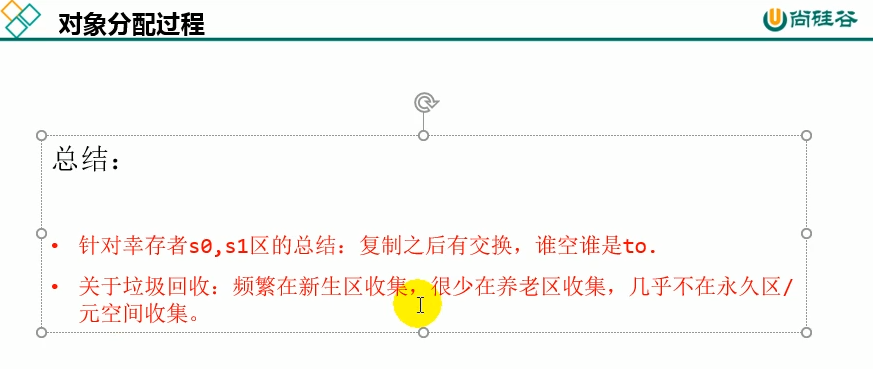 对象分配过程
尚硅谷
总结：
• 针对幸存者s0,s1区的总结：复制之后有交换，谁空谁是to.
• 关于垃圾回收：频繁在新生区收集，很少在养老区收集，几乎不在永久区/
元空间收集。